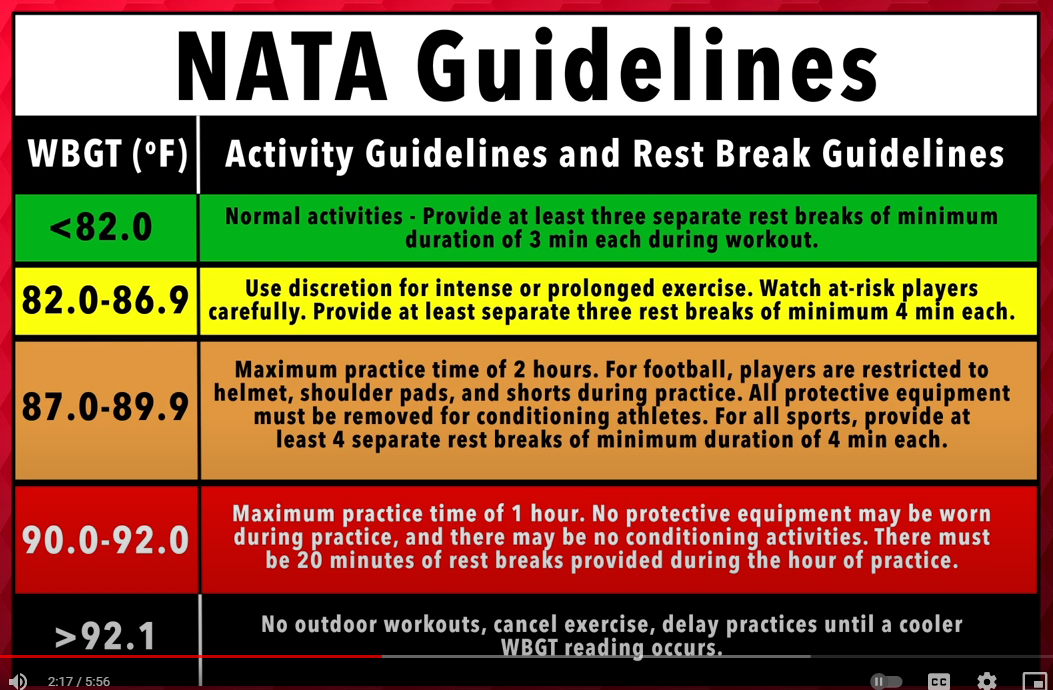 NATA Guidelines
WBGT (ºF)
Activity Guidelines and Rest Break Guidelines
<82.0
Normal activities - Provide at least three separate rest breaks of minimum
duration of 3 min each during workout.
82.0-86.9
Use discretion for intense or prolonged exercise. Watch at-risk players
carefully. Provide at least separate three rest breaks of minimum 4 min each.
87.0-89.9
Maximum practice time of 2 hours. For football, players are restricted to
helmet, shoulder pads, and shorts during practice. All protective equipment
must be removed for conditioning athletes. For all sports, provide at
least 4 separate rest breaks of minimum duration of 4 min each.
90.0-92.0
Maximum practice time of 1 hour. No protective equipment may be worn
during practice, and there may be no conditioning activities. There must
be 20 minutes of rest breaks provided during the hour of practice.
>92.1
No outdoor workouts, cancel exercise, delay practices until a cooler
WBGT reading occurs.
2:17 / 5:56
CC